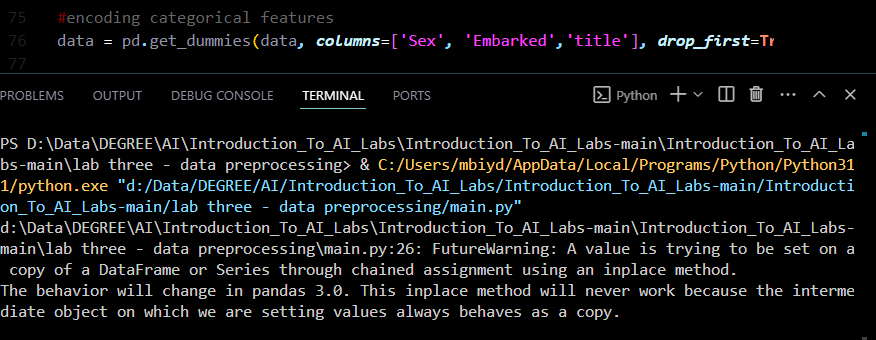 75 #encoding categorical features
76 data = pd.get_dummies(data, columns=['Sex', 'Embarked','title'], drop_first=Tr
77
PROBLEMS OUTPUT DEBUG CONSOLE TERMINAL PORTS Python
PS D:\Data\DEGREE\AI\Introduction_To_AI_Labs\Introduction_To_AI_Labs-main\Introduction_To_AI_La
bs-main\lab three - data preprocessing> & C:/Users/mbiyd/AppData/Local/Programs/Python/Python31
1/python.exe "d:/Data/DEGREE/AI/Introduction_To_AI_Labs/Introduction_To_AI_Labs-main/Introducti
on_To_AI_Labs-main/lab three - data preprocessing/main.py"
d:\Data\DEGREE\AI\Introduction_To_AI_Labs\Introduction_To_AI_Labs-main\Introduction_To_AI_Labs-
main\lab three - data preprocessing\main.py:26: FutureWarning: A value is trying to be set on a
copy of a DataFrame or Series through chained assignment using an inplace method.
The behavior will change in pandas 3.0. This inplace method will never work because the interme
diate object on which we are setting values always behaves as a copy.